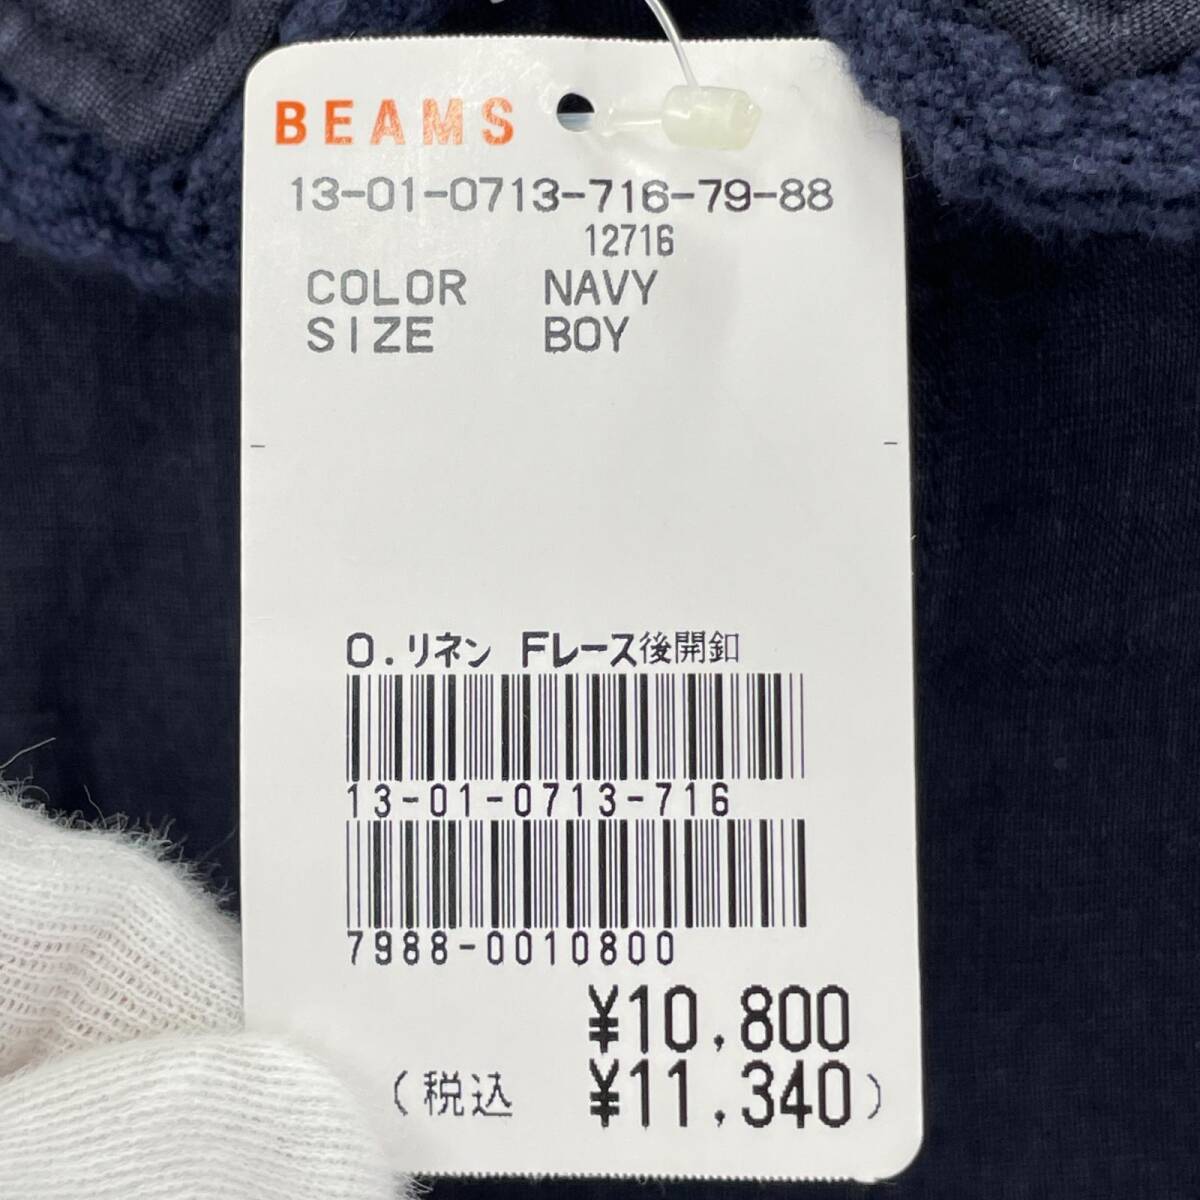 BEAMS
13-01-0713-716-79-88
12716
COLOR NAVY
SIZE BOY
O.リネン Fレース後開釦
13-01-0713-716
7988-0010800
¥10,800
(税込 ¥11,340)